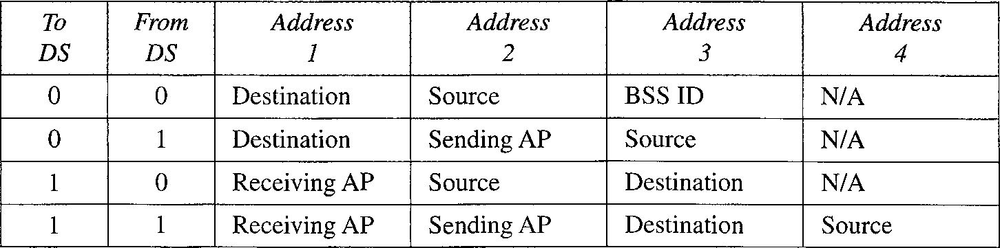 To From Address Address Address Address
DS DS 1 2 3 4
0 0 Destination Source BSS ID N/A
0 1 Destination Sending AP Source N/A
1 0 Receiving AP Source Destination N/A
1 1 Receiving AP Sending AP Destination Source